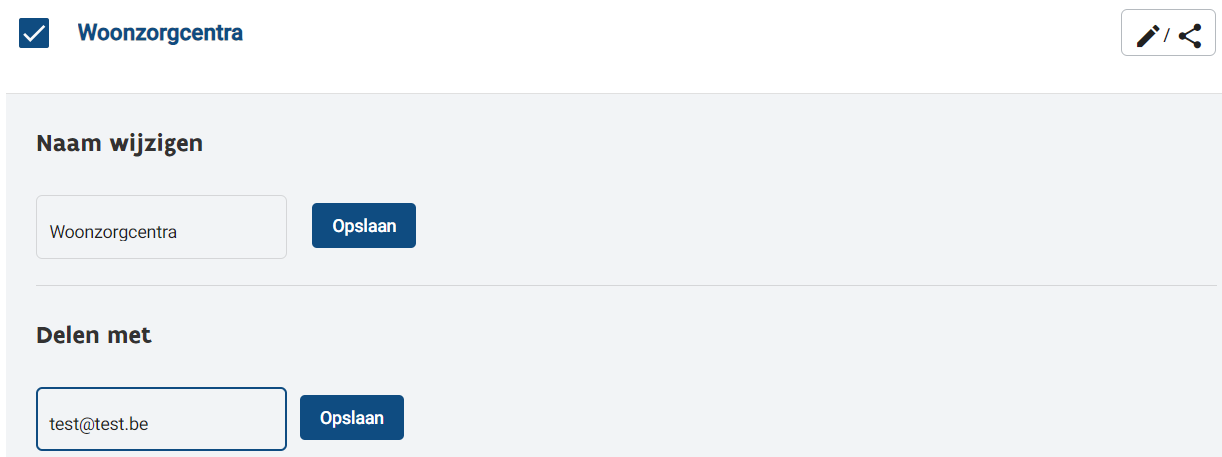 Woonzorgcentra
/
Naam wijzigen
Woonzorgcentra
Opslaan
Delen met
test@test.be
Opslaan